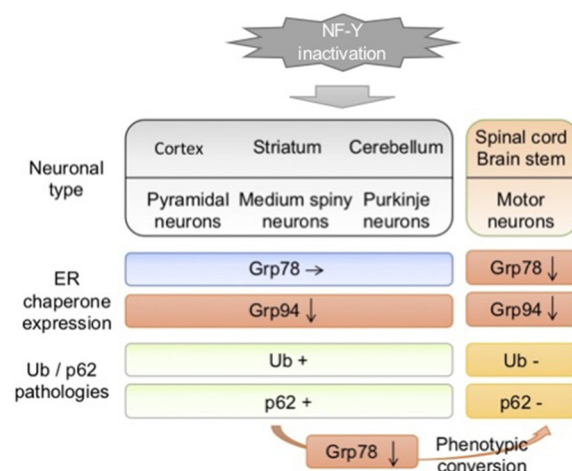 NF-Y
inactivation
Neuronal
type
Cortex Striatum Cerebellum
Pyramidal
neurons
Medium spiny
neurons
Purkinje
neurons
Spinal cord
Brain stem
Motor
neurons
ER
chaperone
expression
Grp78 →
Grp78 ↓
Grp94 ↓
Grp94 ↓
Ub / p62
pathologies
Ub +
Ub -
p62 +
p62 -
Grp78 ↓
Phenotypic
conversion